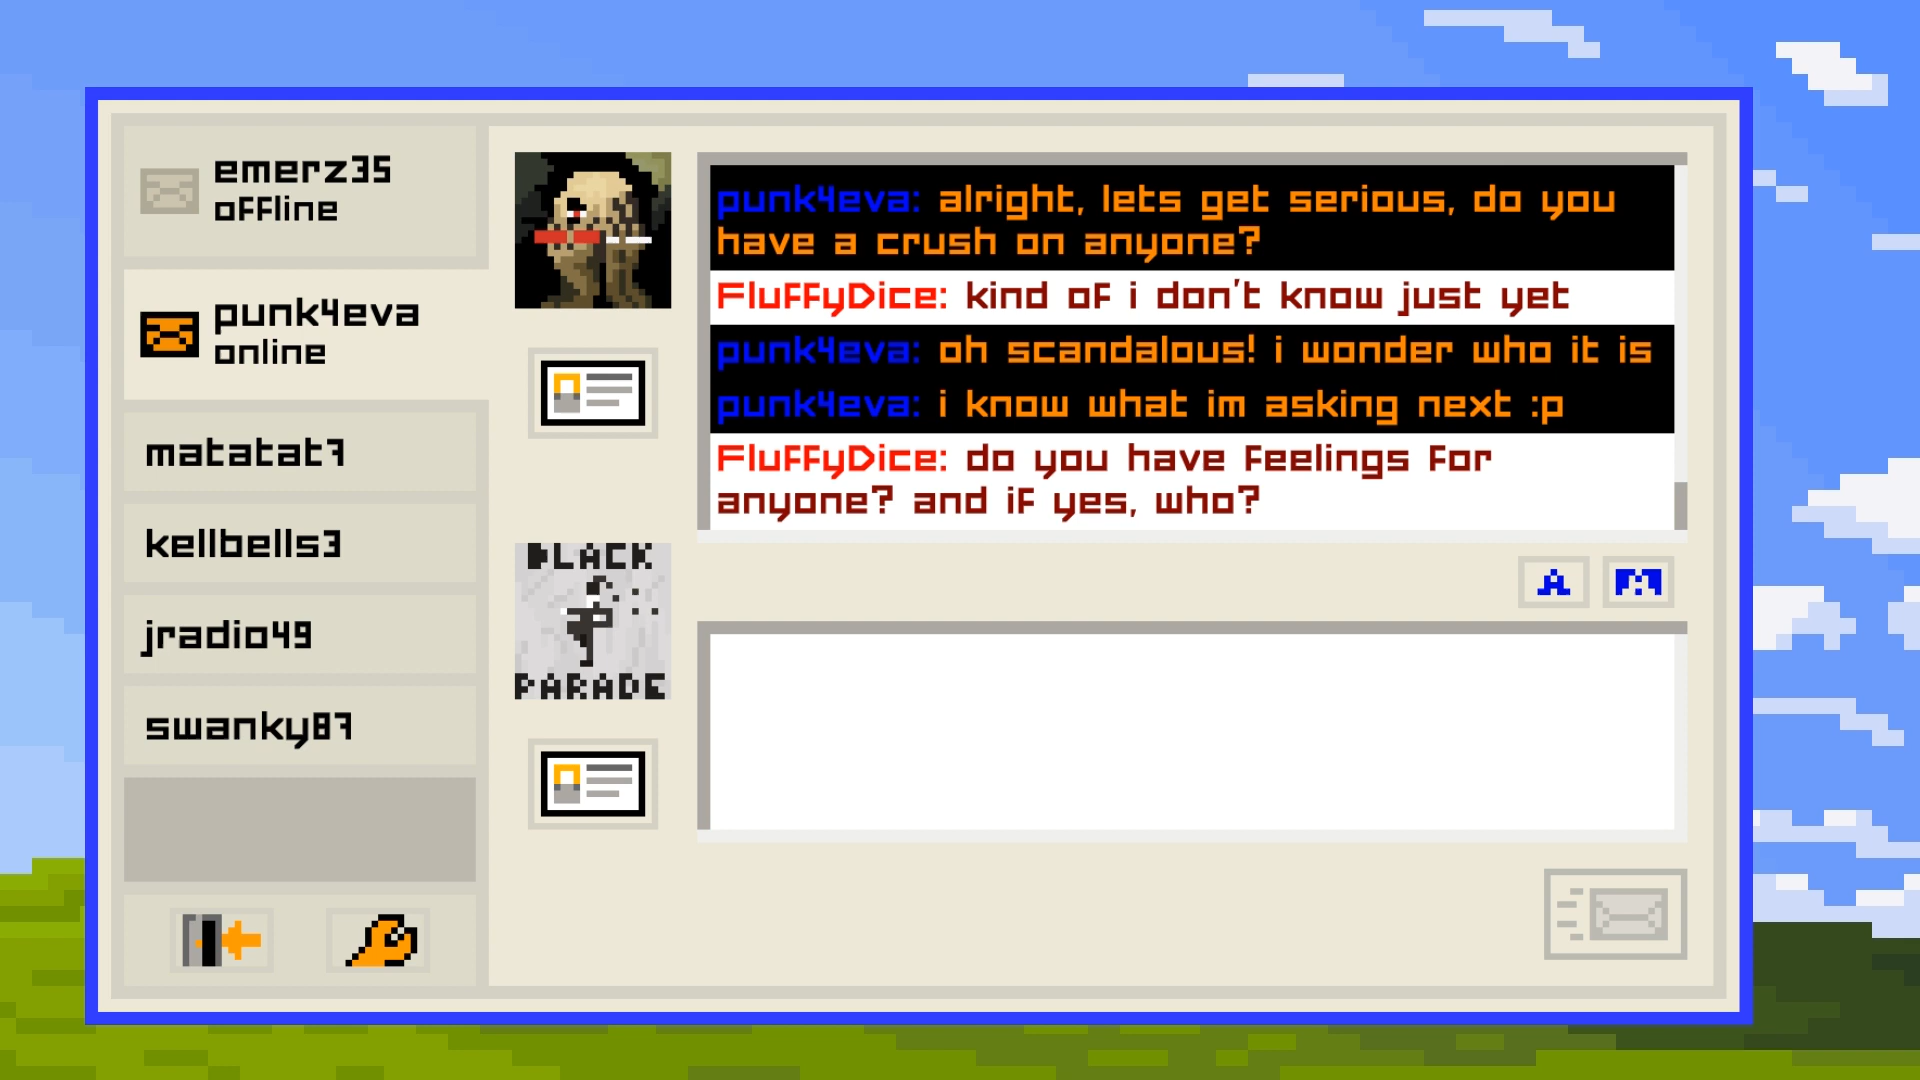 emerz35
offline
punk4eva
online
matatat7
kellbells3
jradio49
swanky87
punk4eva: alright, lets get serious, do you
have a crush on anyone?
FluffyDice: kind of i don't know just yet
punk4eva: oh scandalous! i wonder who it is
punk4eva: i know what im asking next :p
FluffyDice: do you have feelings for
anyone? and if yes, who?
BLACK
PARADE
A M